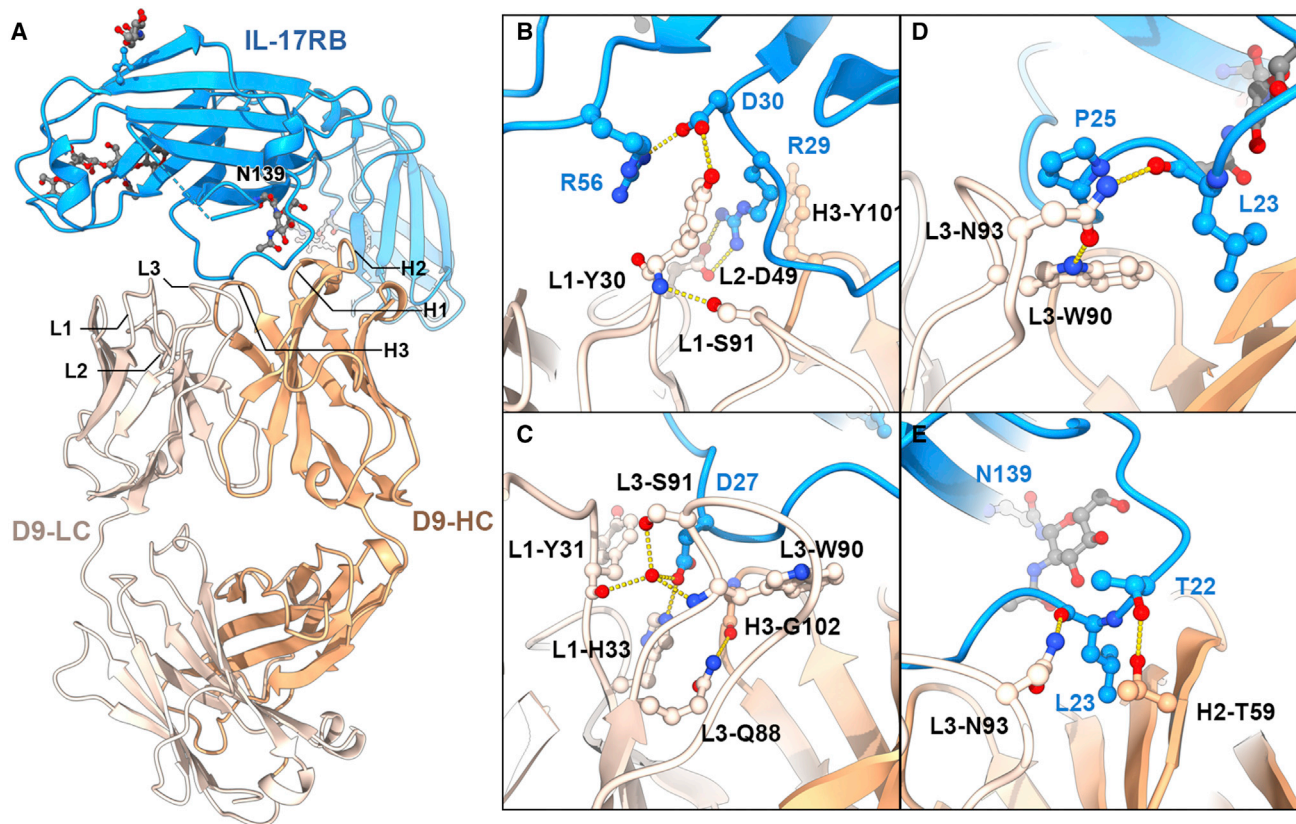 A
IL-17RB
N139
L3
H2
L1
H1
L2
H3
D9-LC
D9-HC
B
D30
R29
R56
H3-Y101
L1-Y30
L2-D49
L1-S91
C
L3-S91
D27
L1-Y31
L3-W90
L1-H33
H3-G102
L3-Q88
D
P25
L23
L3-N93
L3-W90
E
N139
T22
L23
L3-N93
H2-T59